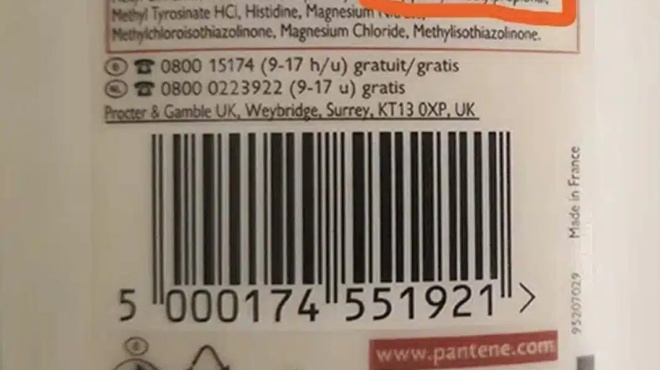 Methyl Tyrosinate HCl, Histidine, Magnesium
Methylchloroisothiazolinone, Magnesium Chloride, Methylisothiazolinone.
B 0800 15174 (9-17 h/u) gratuit/gratis
NL 0800 0223922 (9-17 u) gratis
Procter & Gamble UK, Weybridge, Surrey, KT13 0XP, UK
5 000174 551921 >
Made in France
95207029
www.pantene.com